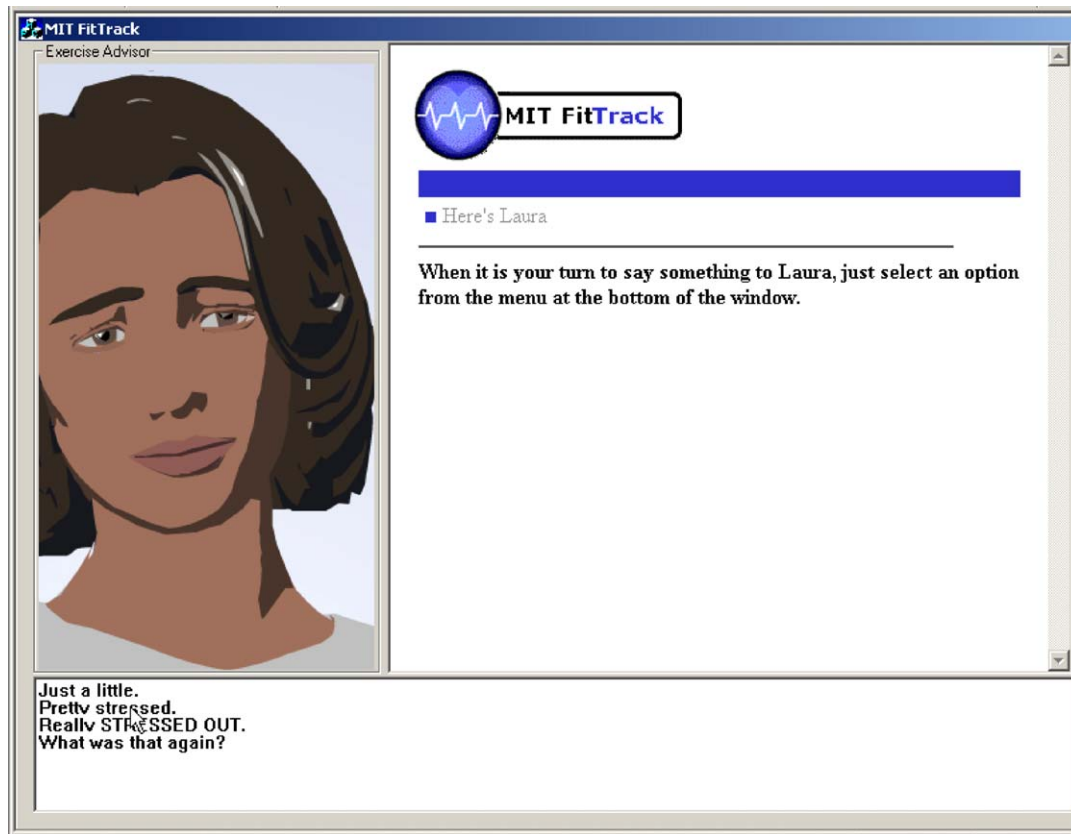 MIT FitTrack
Exercise Advisor
MIT FitTrack
Here's Laura
When it is your turn to say something to Laura, just select an option
from the menu at the bottom of the window.
Just a little.
Pretty stressed.
Really STRESSED OUT.
What was that again?